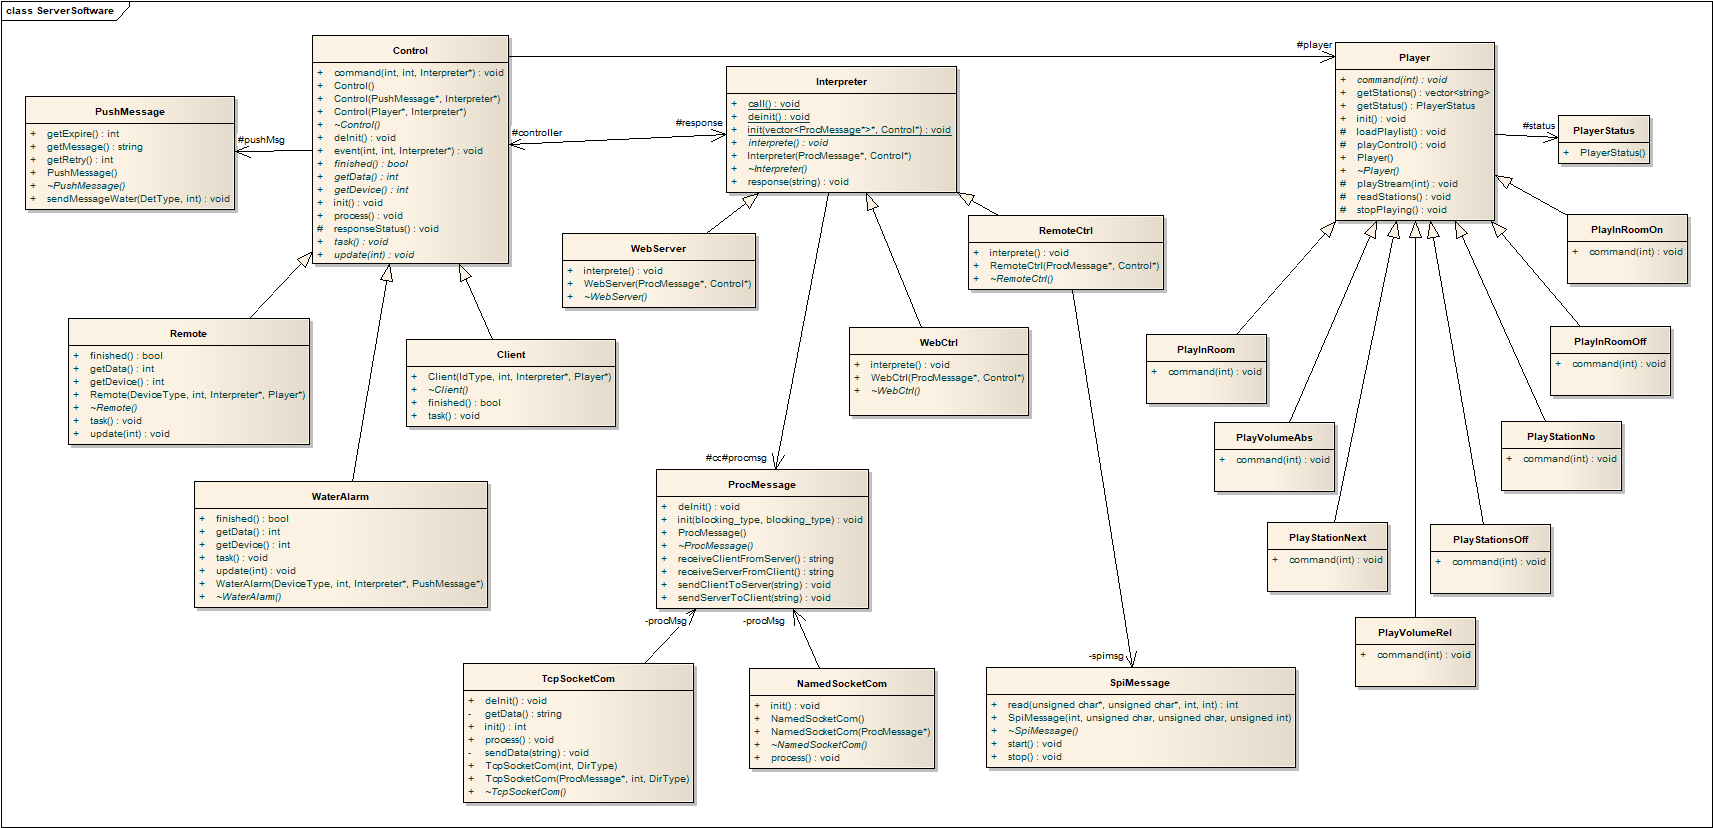 class ServerSoftware
Control
+ command(int, int, Interpreter*) : void
+ Control()
+ Control(PushMessage*, Interpreter*)
+ Control(Player*, Interpreter*)
+ ~Control()
+ deInit() : void
+ event(int, int, Interpreter*) : void
+ finished() : bool
+ getData() : int
+ getDevice() : int
+ init() : void
+ process() : void
# responseStatus() : void
+ task() : void
+ update(int) : void
#player
Player
+ command(int) : void
+ getStations() : vector<string>
+ getStatus() : PlayerStatus
+ init() : void
# loadPlaylist() : void
# playControl() : void
+ Player()
+ ~Player()
# playStream(int) : void
# readStations() : void
# stopPlaying() : void
Interpreter
+ call() : void
+ deinit() : void
+ init(vector<ProcMessage*>*, Control*) : void
+ interprete() : void
+ Interpreter(ProcMessage*, Control*)
+ ~Interpreter()
+ response(string) : void
PushMessage
+ getExpire() : int
+ getMessage() : string
+ getRetry() : int
+ PushMessage()
+ ~PushMessage()
+ sendMessageWater(DetType, int) : void
#pushMsg
#controller
#response
#status
PlayerStatus
+ PlayerStatus()
WebServer
+ interprete() : void
+ WebServer(ProcMessage*, Control*)
+ ~WebServer()
RemoteCtrl
+ interprete() : void
+ RemoteCtrl(ProcMessage*, Control*)
+ ~RemoteCtrl()
PlayInRoomOn
+ command(int) : void
Remote
+ finished() : bool
+ getData() : int
+ getDevice() : int
+ Remote(DeviceType, int, Interpreter*, Player*)
+ ~Remote()
+ task() : void
+ update(int) : void
Client
+ Client(IdType, int, Interpreter*, Player*)
+ ~Client()
+ finished() : bool
+ task() : void
WebCtrl
+ interprete() : void
+ WebCtrl(ProcMessage*, Control*)
+ ~WebCtrl()
PlayInRoom
+ command(int) : void
PlayInRoomOff
+ command(int) : void
PlayVolumeAbs
+ command(int) : void
PlayStationNo
+ command(int) : void
WaterAlarm
+ finished() : bool
+ getData() : int
+ getDevice() : int
+ task() : void
+ update(int) : void
+ WaterAlarm(DeviceType, int, Interpreter*, PushMessage*)
+ ~WaterAlarm()
#procmsg
ProcMessage
+ deInit() : void
+ init(blocking_type, blocking_type) : void
+ ProcMessage()
+ ~ProcMessage()
+ receiveClientFromServer() : string
+ receiveServerFromClient() : string
+ sendClientToServer(string) : void
+ sendServerToClient(string) : void
PlayStationNext
+ command(int) : void
PlayStationsOff
+ command(int) : void
-procMsg
-procMsg
PlayVolumeRel
+ command(int) : void
-spimsg
TcpSocketCom
+ deInit() : void
- getData() : string
+ init() : int
+ process() : void
- sendData(string) : void
+ TcpSocketCom(int, DirType)
+ TcpSocketCom(ProcMessage*, int, DirType)
+ ~TcpSocketCom()
NamedSocketCom
+ init() : void
+ NamedSocketCom()
+ NamedSocketCom(ProcMessage*)
+ ~NamedSocketCom()
+ process() : void
SpiMessage
+ read(unsigned char*, unsigned char*, int, int) : int
+ SpiMessage(int, unsigned char, unsigned char, unsigned int)
+ ~SpiMessage()
+ start() : void
+ stop() : void